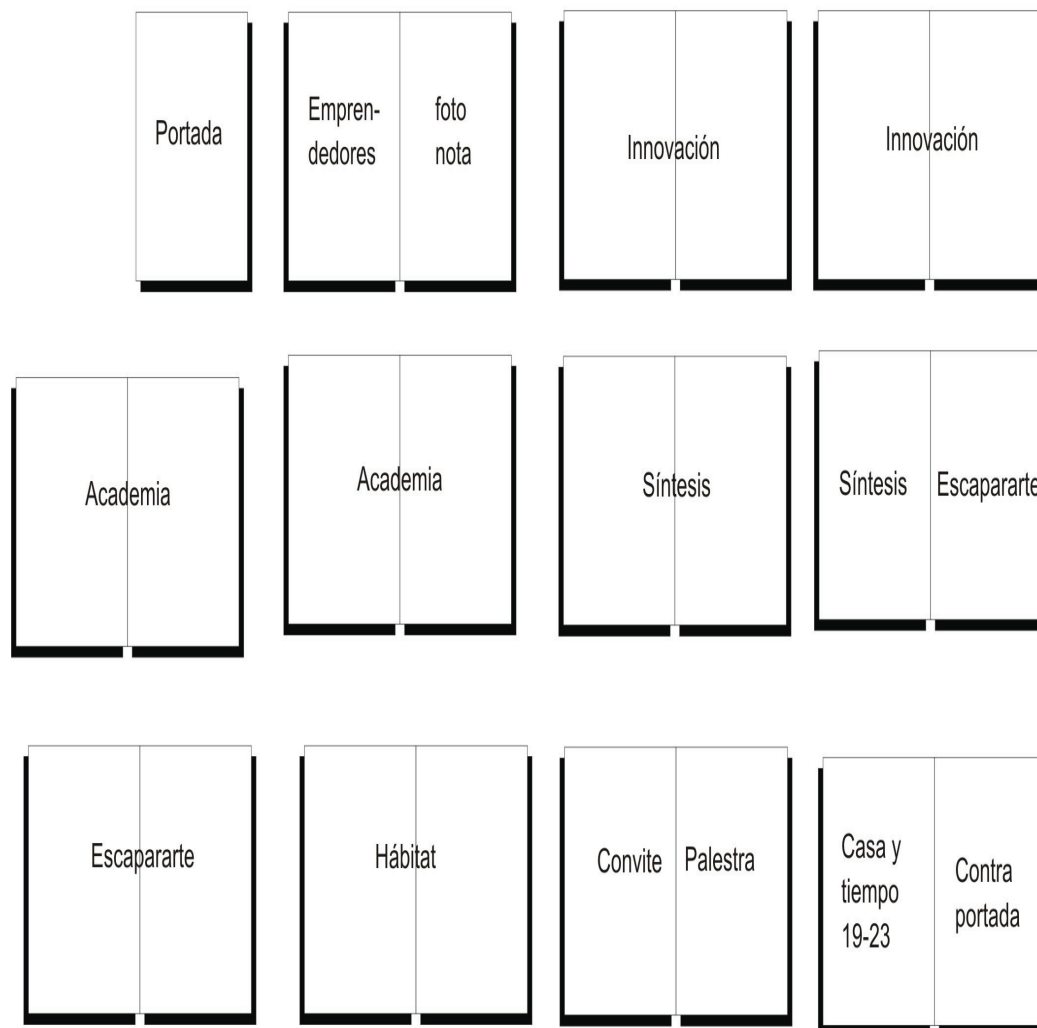 Portada
Empren-
dedores
foto
nota
Innovación
Innovación
Academia
Academia
Síntesis
Síntesis
Escapararte
Escapararte
Hábitat
Convite
Palestra
Casa y
tiempo
19-23
Contra
portada